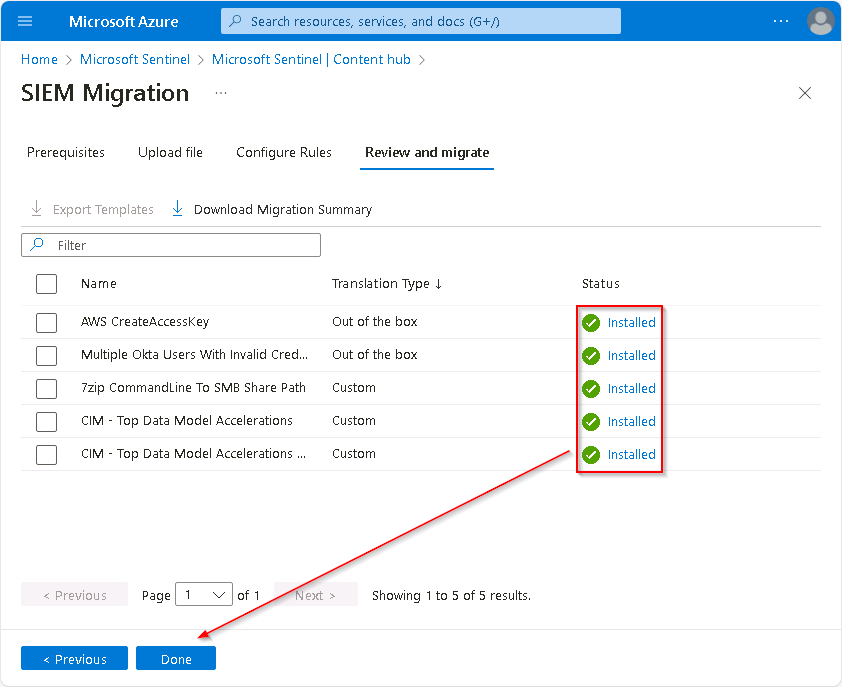 Microsoft Azure Search resources, services, and docs (G+/) ...
Home > Microsoft Sentinel > Microsoft Sentinel | Content hub >
SIEM Migration ...
Prerequisites Upload file Configure Rules Review and migrate
Export Templates Download Migration Summary
Filter
Name Translation Type ↓ Status
AWS CreateAccessKey Out of the box Installed
Multiple Okta Users With Invalid Cred... Out of the box Installed
7zip CommandLine To SMB Share Path Custom Installed
CIM - Top Data Model Accelerations Custom Installed
CIM - Top Data Model Accelerations ... Custom Installed
< Previous Page 1 of 1 Next > Showing 1 to 5 of 5 results.
< Previous Done